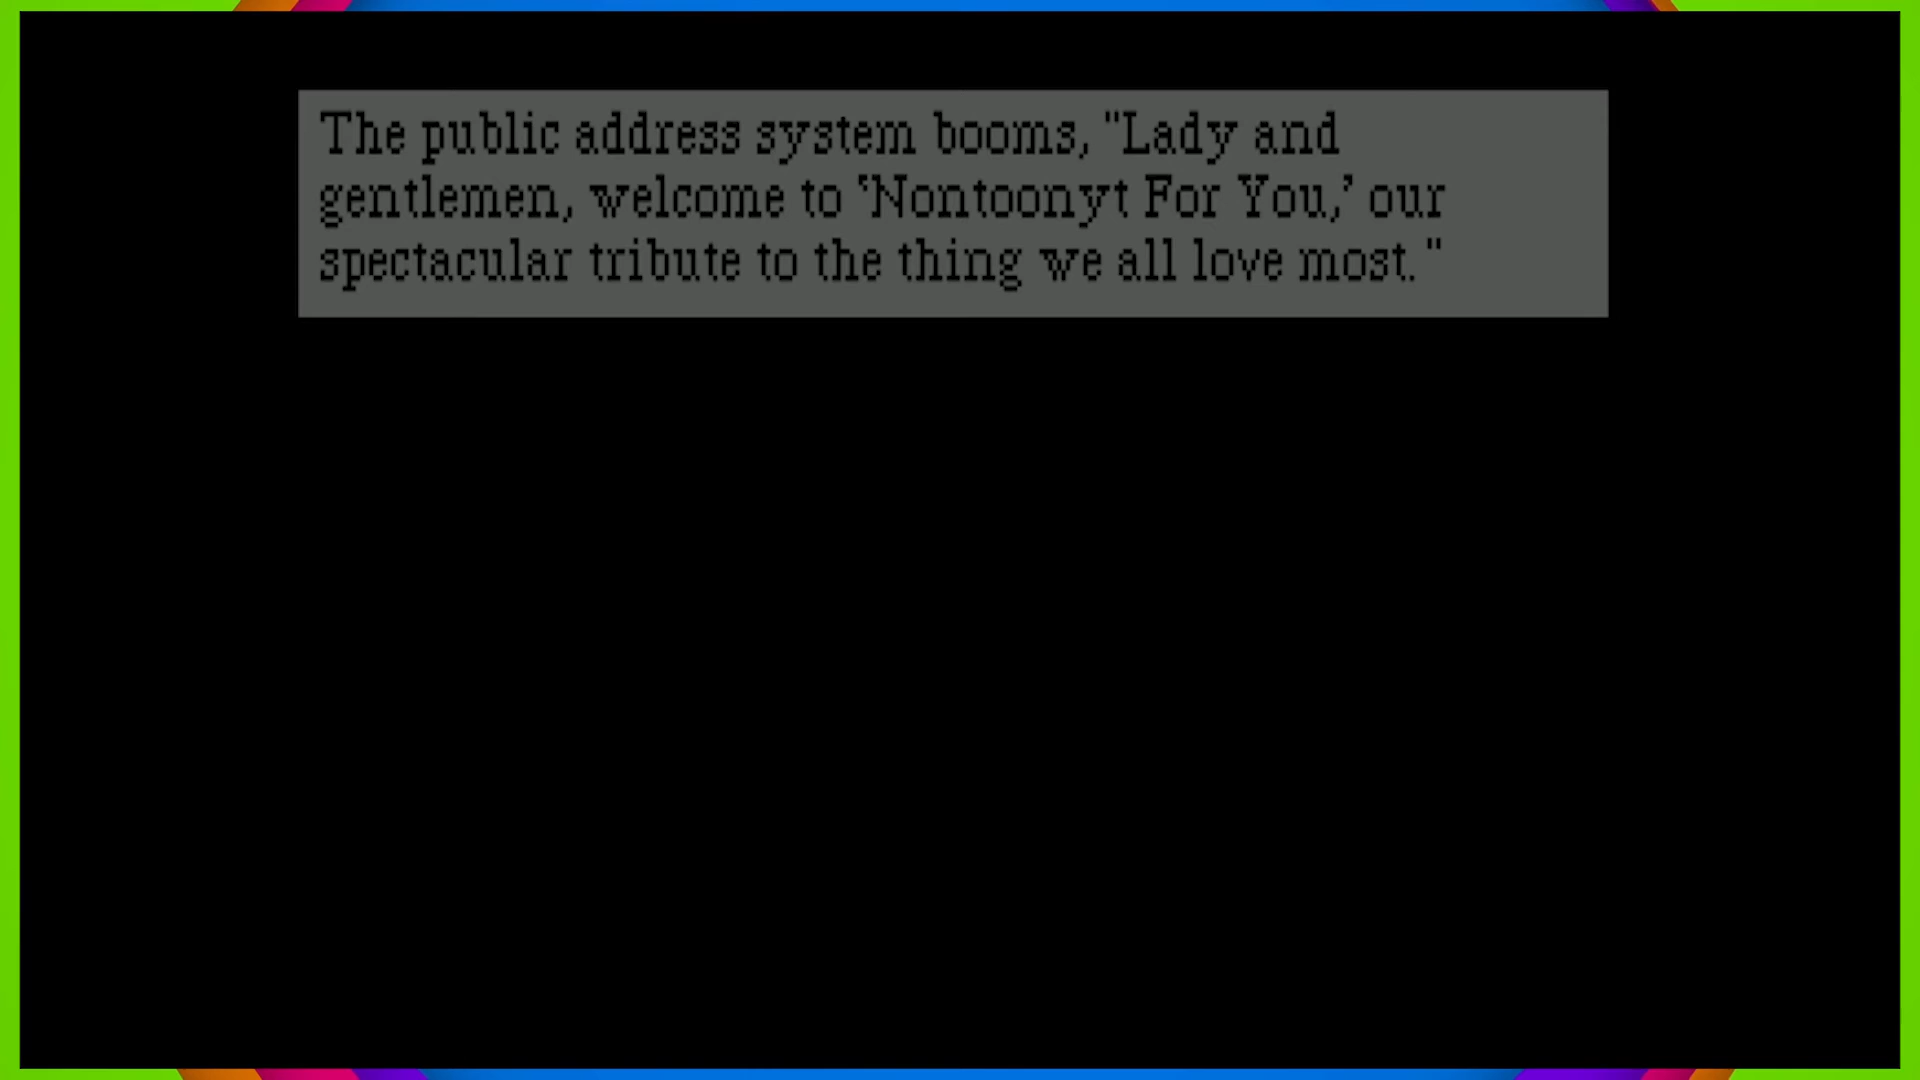 The public address system booms, "Lady and
gentlemen, welcome to ‘Nontoonyt For You,’ our
spectacular tribute to the thing we all love most."